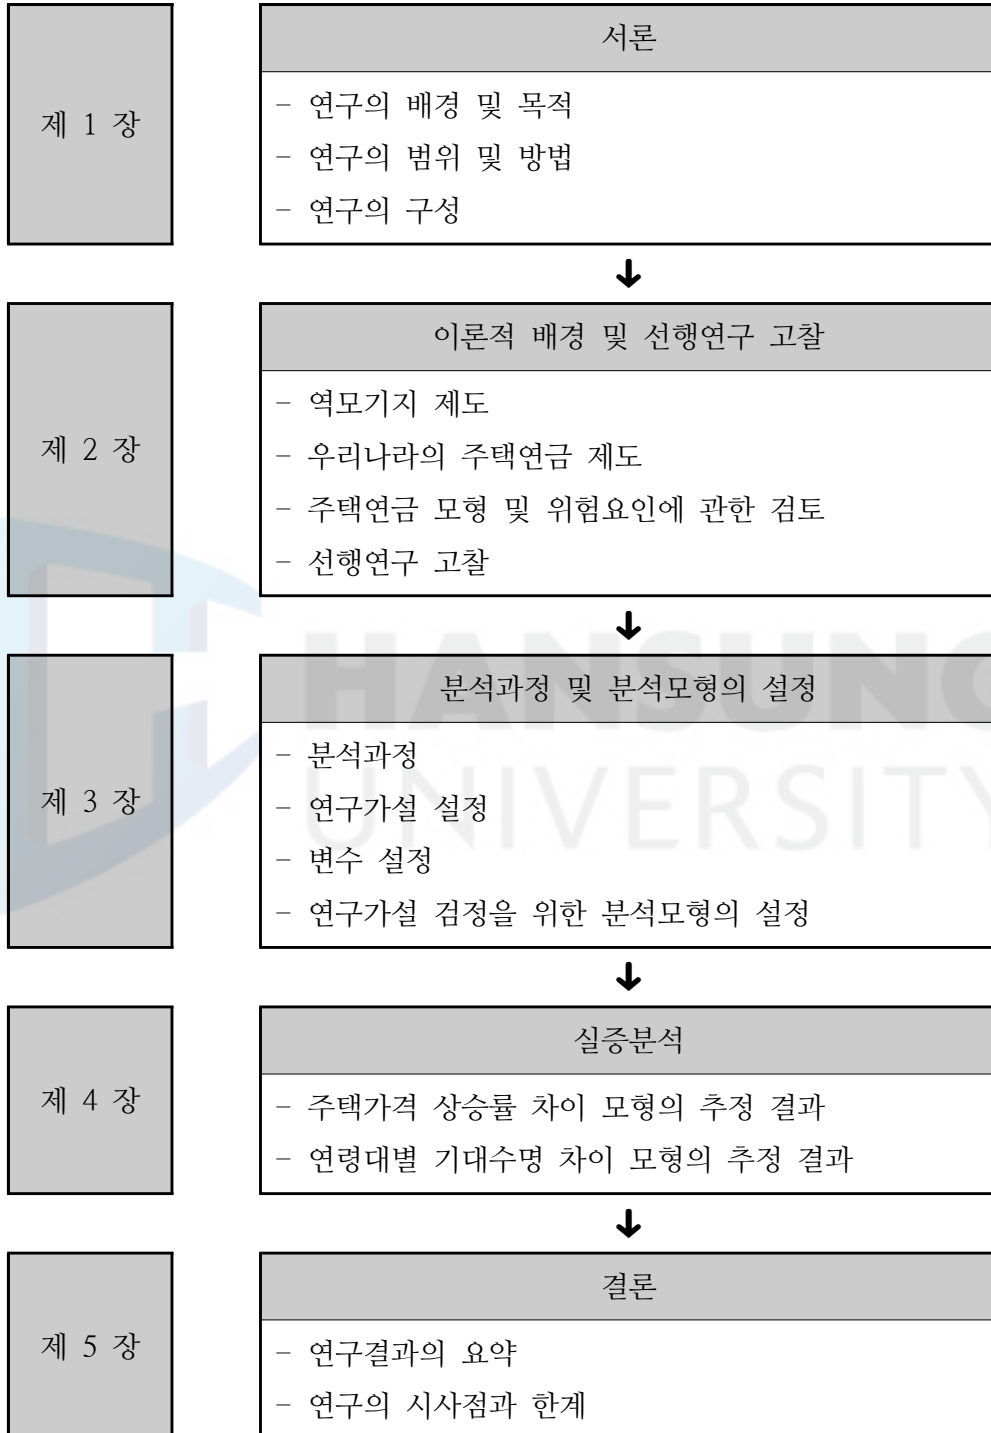 제 1 장
서론
- 연구의 배경 및 목적
- 연구의 범위 및 방법
- 연구의 구성
제 2 장
이론적 배경 및 선행연구 고찰
- 역모기지 제도
- 우리나라의 주택연금 제도
- 주택연금 모형 및 위험요인에 관한 검토
- 선행연구 고찰
제 3 장
분석과정 및 분석모형의 설정
- 분석과정
- 연구가설 설정
- 변수 설정
- 연구가설 검정을 위한 분석모형의 설정
HANSUNG
UNIVERSITY
제 4 장
실증분석
- 주택가격 상승률 차이 모형의 추정 결과
- 연령대별 기대수명 차이 모형의 추정 결과
제 5 장
결론
- 연구결과의 요약
- 연구의 시사점과 한계